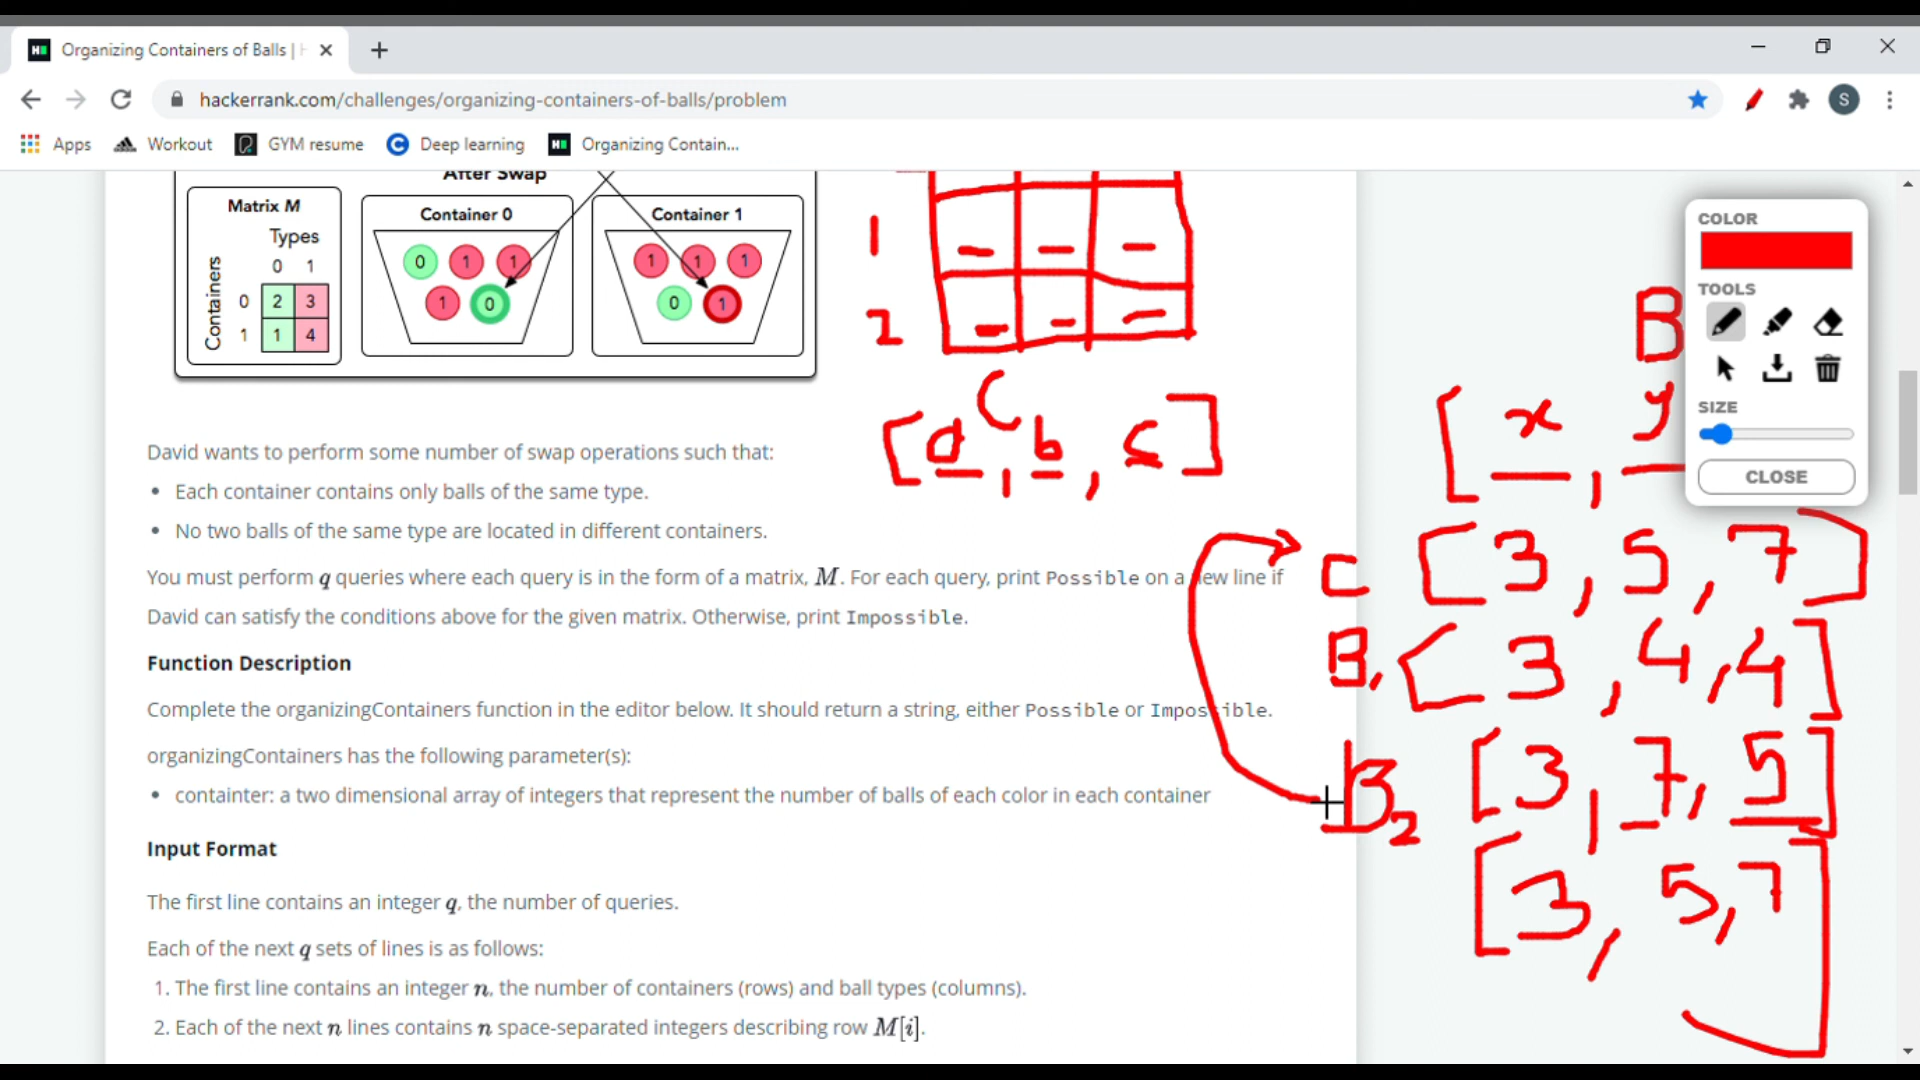 Organizing Containers of Balls | H
hackerrank.com/challenges/organizing-containers-of-balls/problem
S
Apps
Workout
GYM resume
Deep learning
Organizing Contain...
After Swap
Matrix M
Types
0 1
Containers
0 2 3
1 1 4
Container 0
0 1 1
1 0
Container 1
1 1 1
0 1
1
2
C
[a, b, c]
B
[x, y
C [3, 5, 7]
B, [3, 4, 4]
B2 [3, 7, 5]
[3, 5, 7]
COLOR
TOOLS
SIZE
CLOSE
David wants to perform some number of swap operations such that:
• Each container contains only balls of the same type.
• No two balls of the same type are located in different containers.
You must perform q queries where each query is in the form of a matrix, M. For each query, print Possible on a new line if
David can satisfy the conditions above for the given matrix. Otherwise, print Impossible.
Function Description
Complete the organizingContainers function in the editor below. It should return a string, either Possible or Impossible.
organizingContainers has the following parameter(s):
• containter: a two dimensional array of integers that represent the number of balls of each color in each container
Input Format
The first line contains an integer q, the number of queries.
Each of the next q sets of lines is as follows:
1. The first line contains an integer n, the number of containers (rows) and ball types (columns).
2. Each of the next n lines contains n space-separated integers describing row M[i].